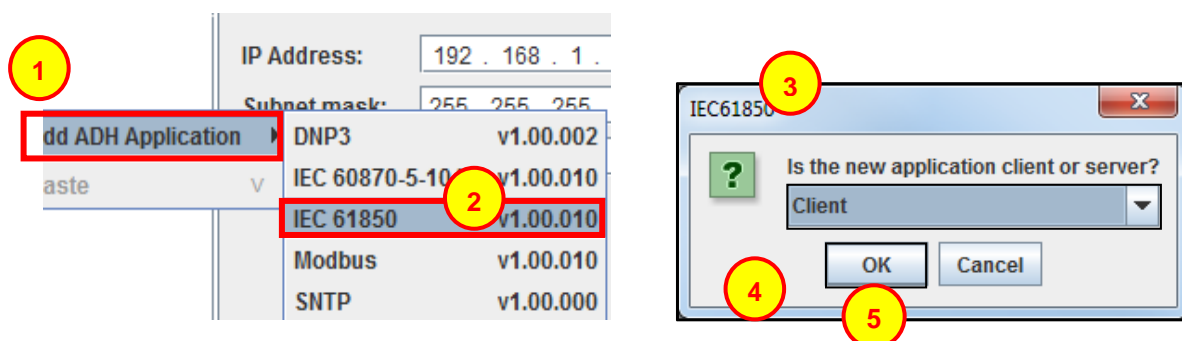 1
IP Address: 192 . 168 . 1 .
Subnet mask: 255 255 255
dd ADH Application
aste V
DNP3 v1.00.002
IEC 60870-5-10 v1.00.010
IEC 61850 v1.00.010
2
Modbus v1.00.010
SNTP v1.00.000
3
IEC61850
Is the new application client or server?
Client
OK Cancel
4
5